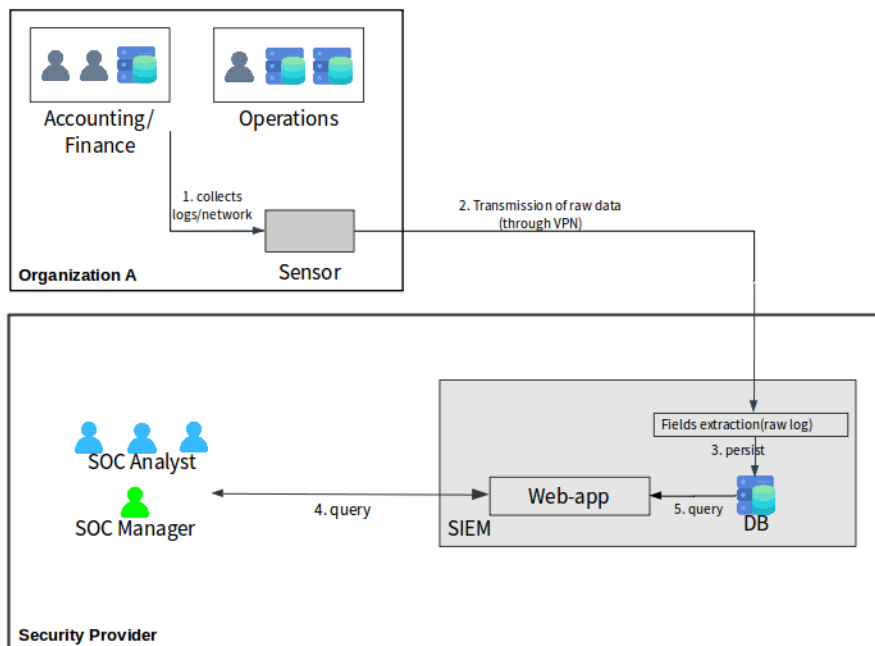 Accounting/
Finance
Operations
1. collects
logs/network
2. Transmission of raw data
(through VPN)
Sensor
Organization A
Fields extraction(raw log)
3. persist
SOC Analyst
SOC Manager
4. query
Web-app
5. query
DB
SIEM
Security Provider